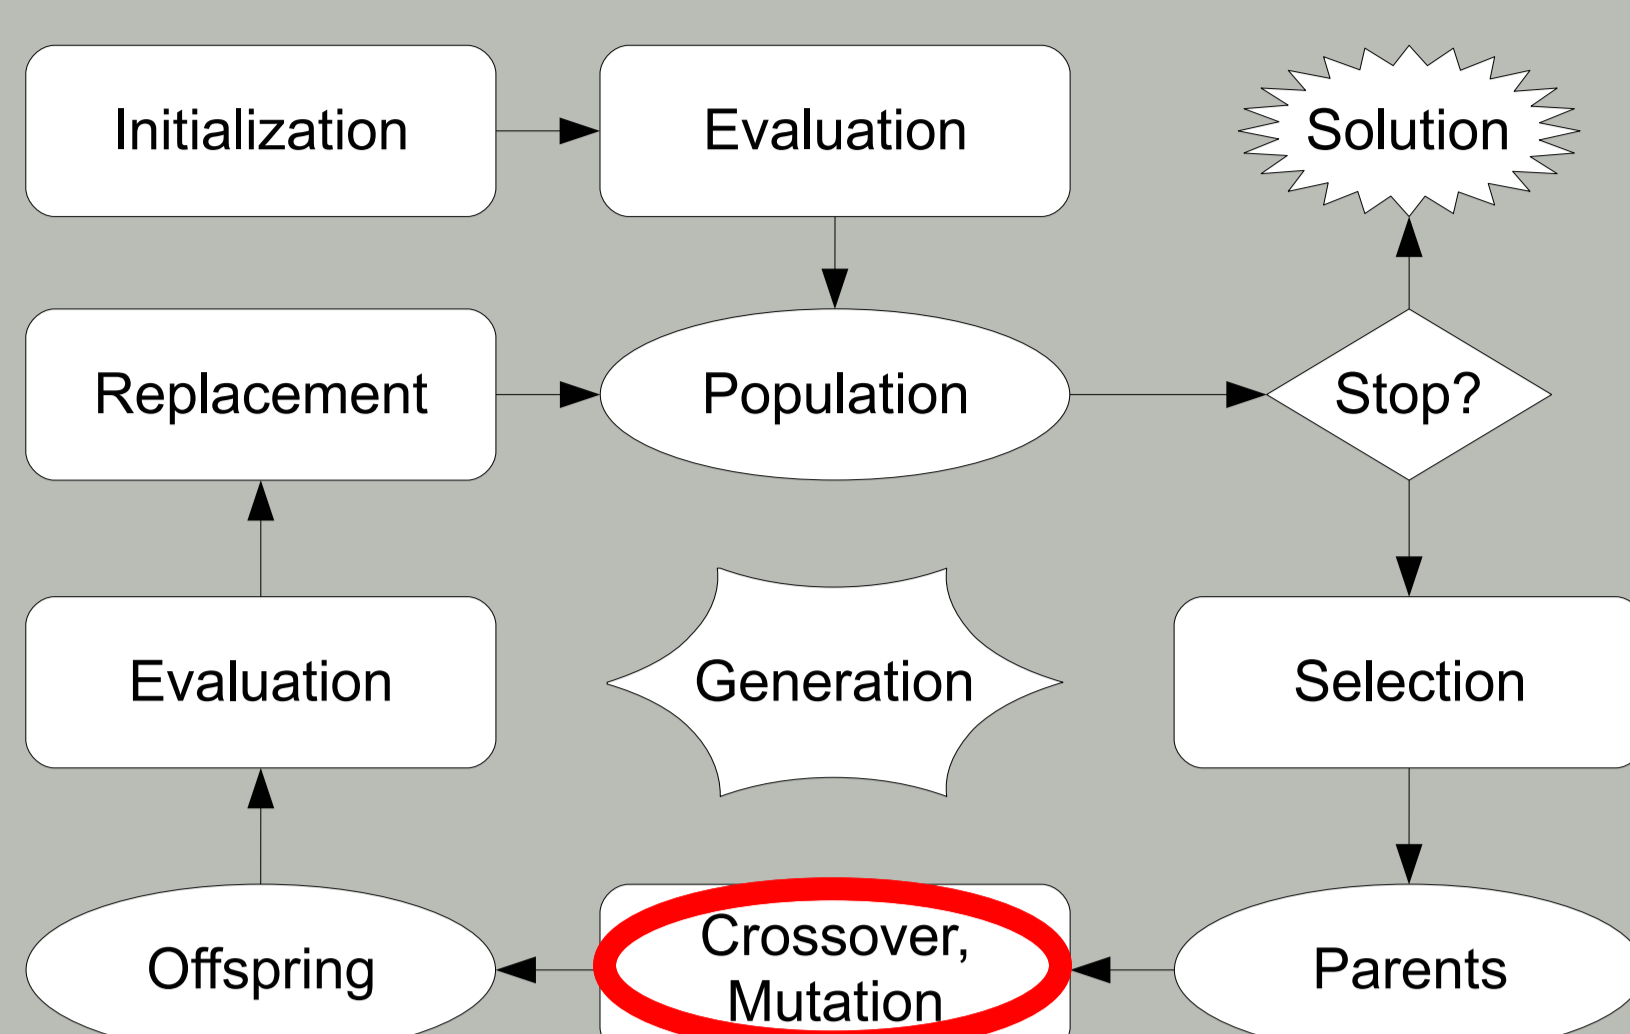 Initialization
Evaluation
Solution
Replacement
Population
Stop?
Evaluation
Generation
Selection
Offspring
Crossover,
Mutation
Parents